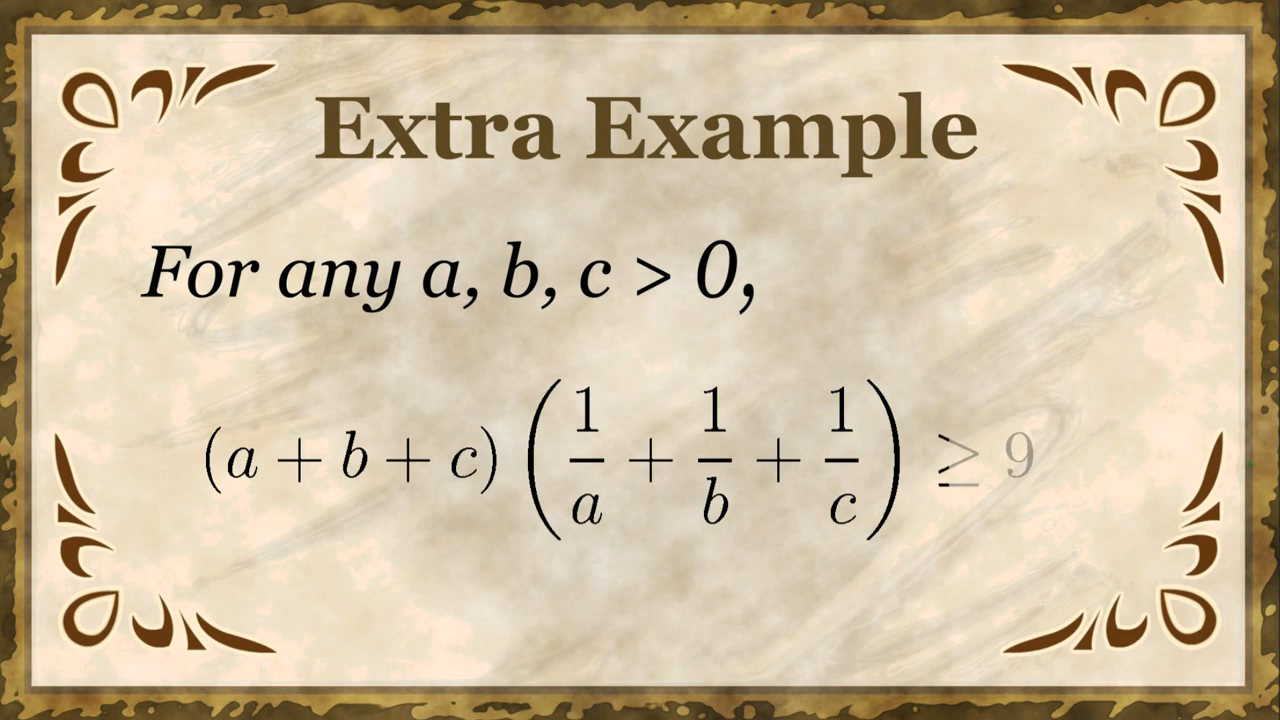 Extra Example
For any a, b, c > 0,
(a + b + c) (1/a + 1/b + 1/c) ≥ 9